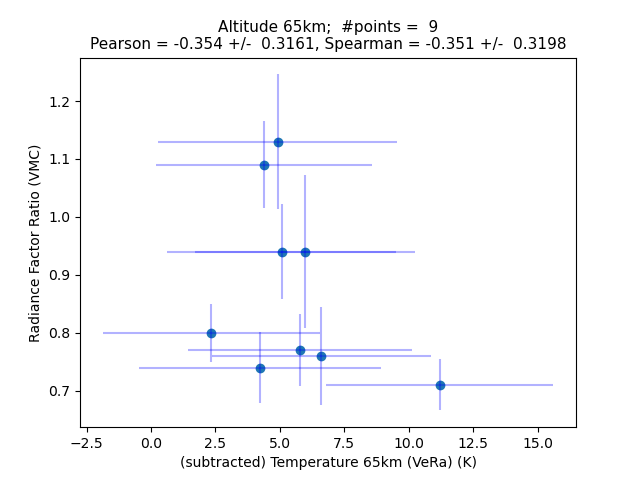 Altitude 65km;  #points =  9
Pearson = -0.354 +/-  0.3161, Spearman = -0.351 +/-  0.3198
1.2
1.1
1.0
0.9
0.8
0.7
Radiance Factor Ratio (VMC)
−2.5 0.0 2.5 5.0 7.5 10.0 12.5 15.0
(subtracted) Temperature 65km (VeRa) (K)